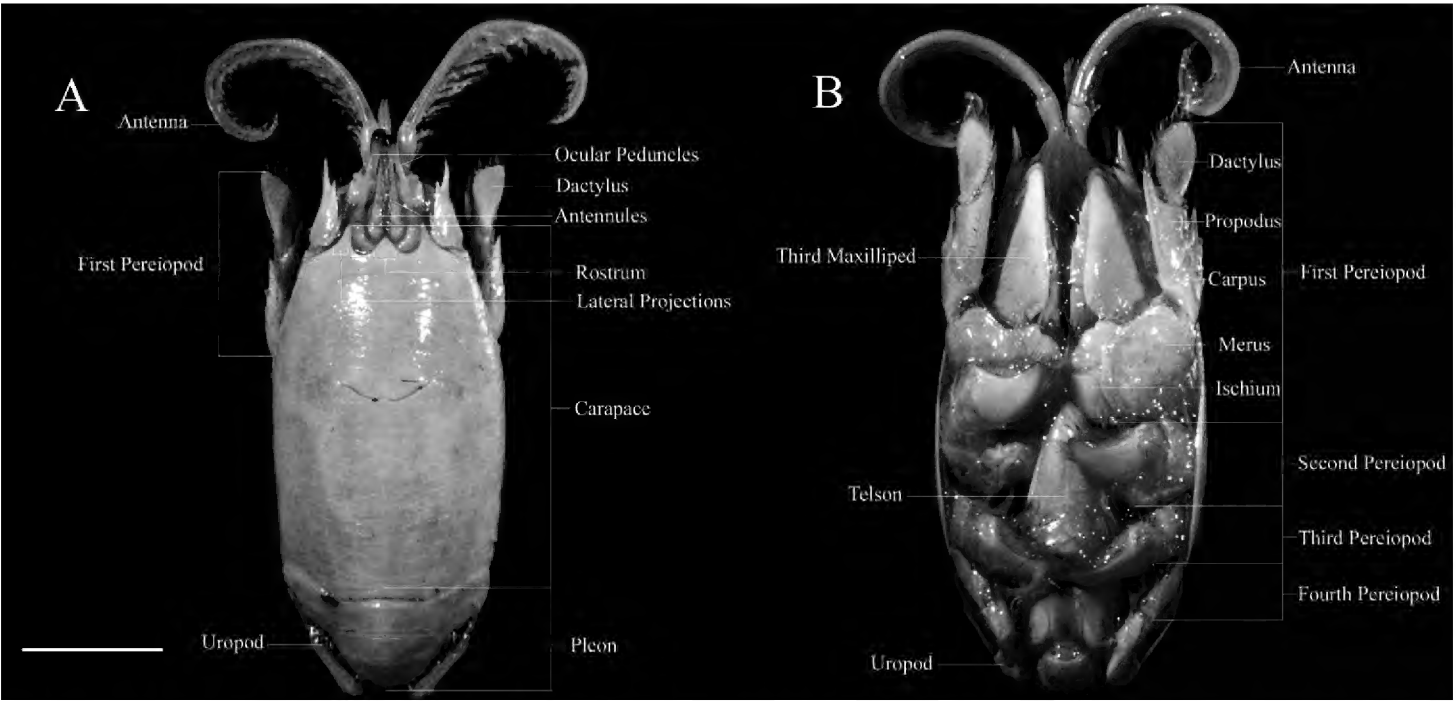 A
Antenna
Ocular Peduncles
Dactylus
Antennules
First Pereiopod
Rostrum
Lateral Projections
Carapace
Uropod
Pleon
B
Antenna
Dactylus
Propodus
Third Maxilliped
First Pereiopod
Carpus
Merus
Ischium
Second Pereiopod
Telson
Third Pereiopod
Fourth Pereiopod
Uropod